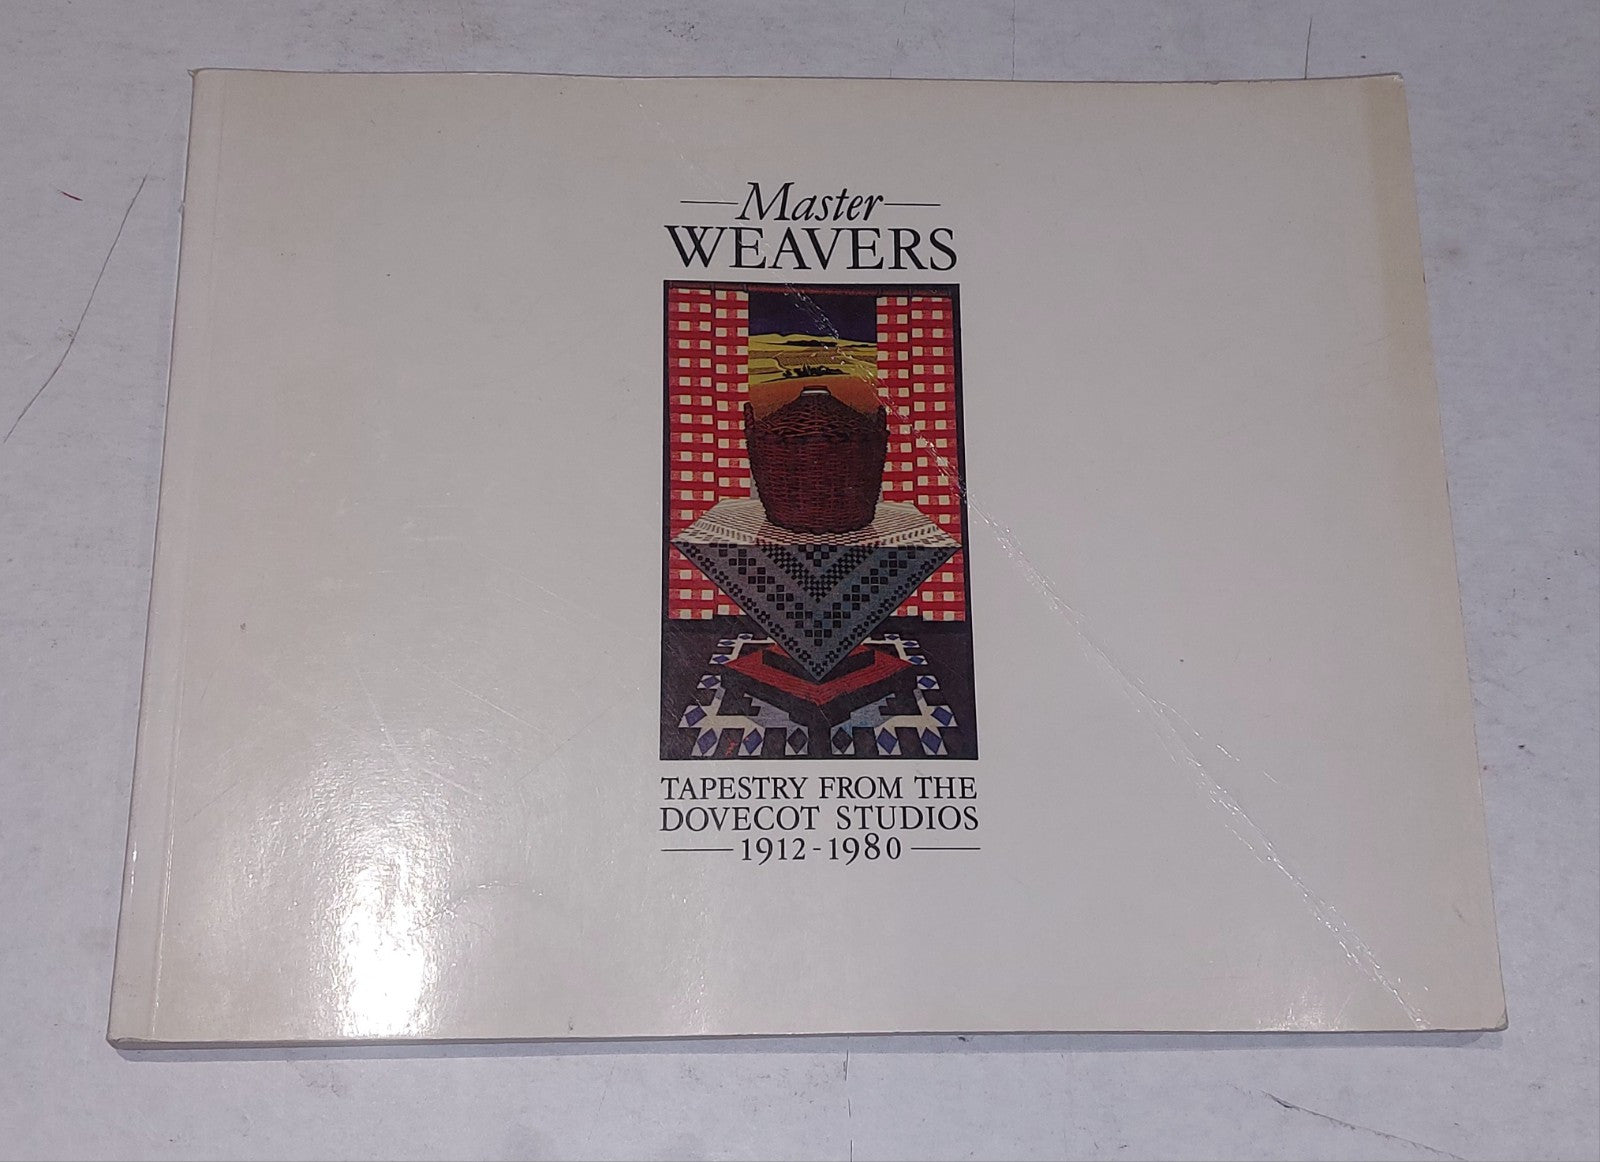 Master
WEAVERS
TAPESTRY FROM THE
DOVECOT STUDIOS
1912-1980